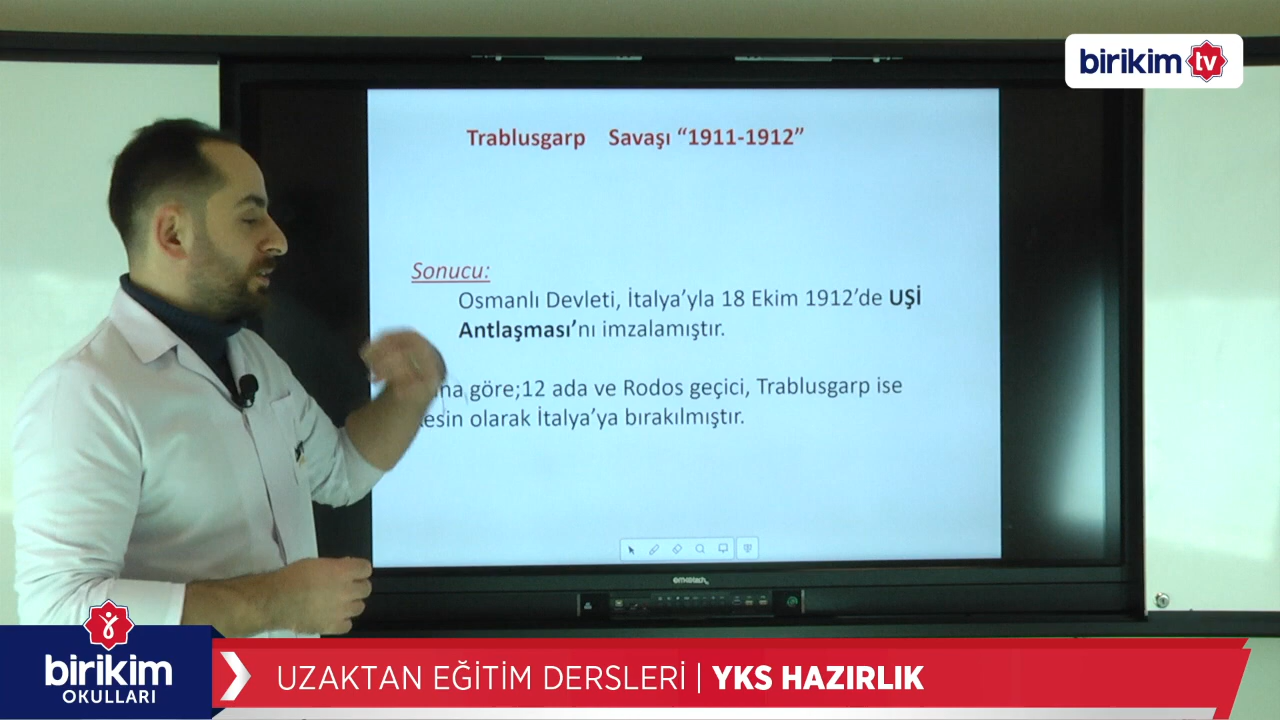 birikim tv
Trablusgarp Savaşı “1911-1912”
Sonucu:
Osmanlı Devleti, İtalya’yla 18 Ekim 1912’de UŞİ
Antlaşması’nı imzalamıştır.
göre;12 ada ve Rodos geçici, Trablusgarp ise
olarak İtalya’ya bırakılmıştır.
birikim
OKULLARI
UZAKTAN EĞİTİM DERSLERİ | YKS HAZIRLIK